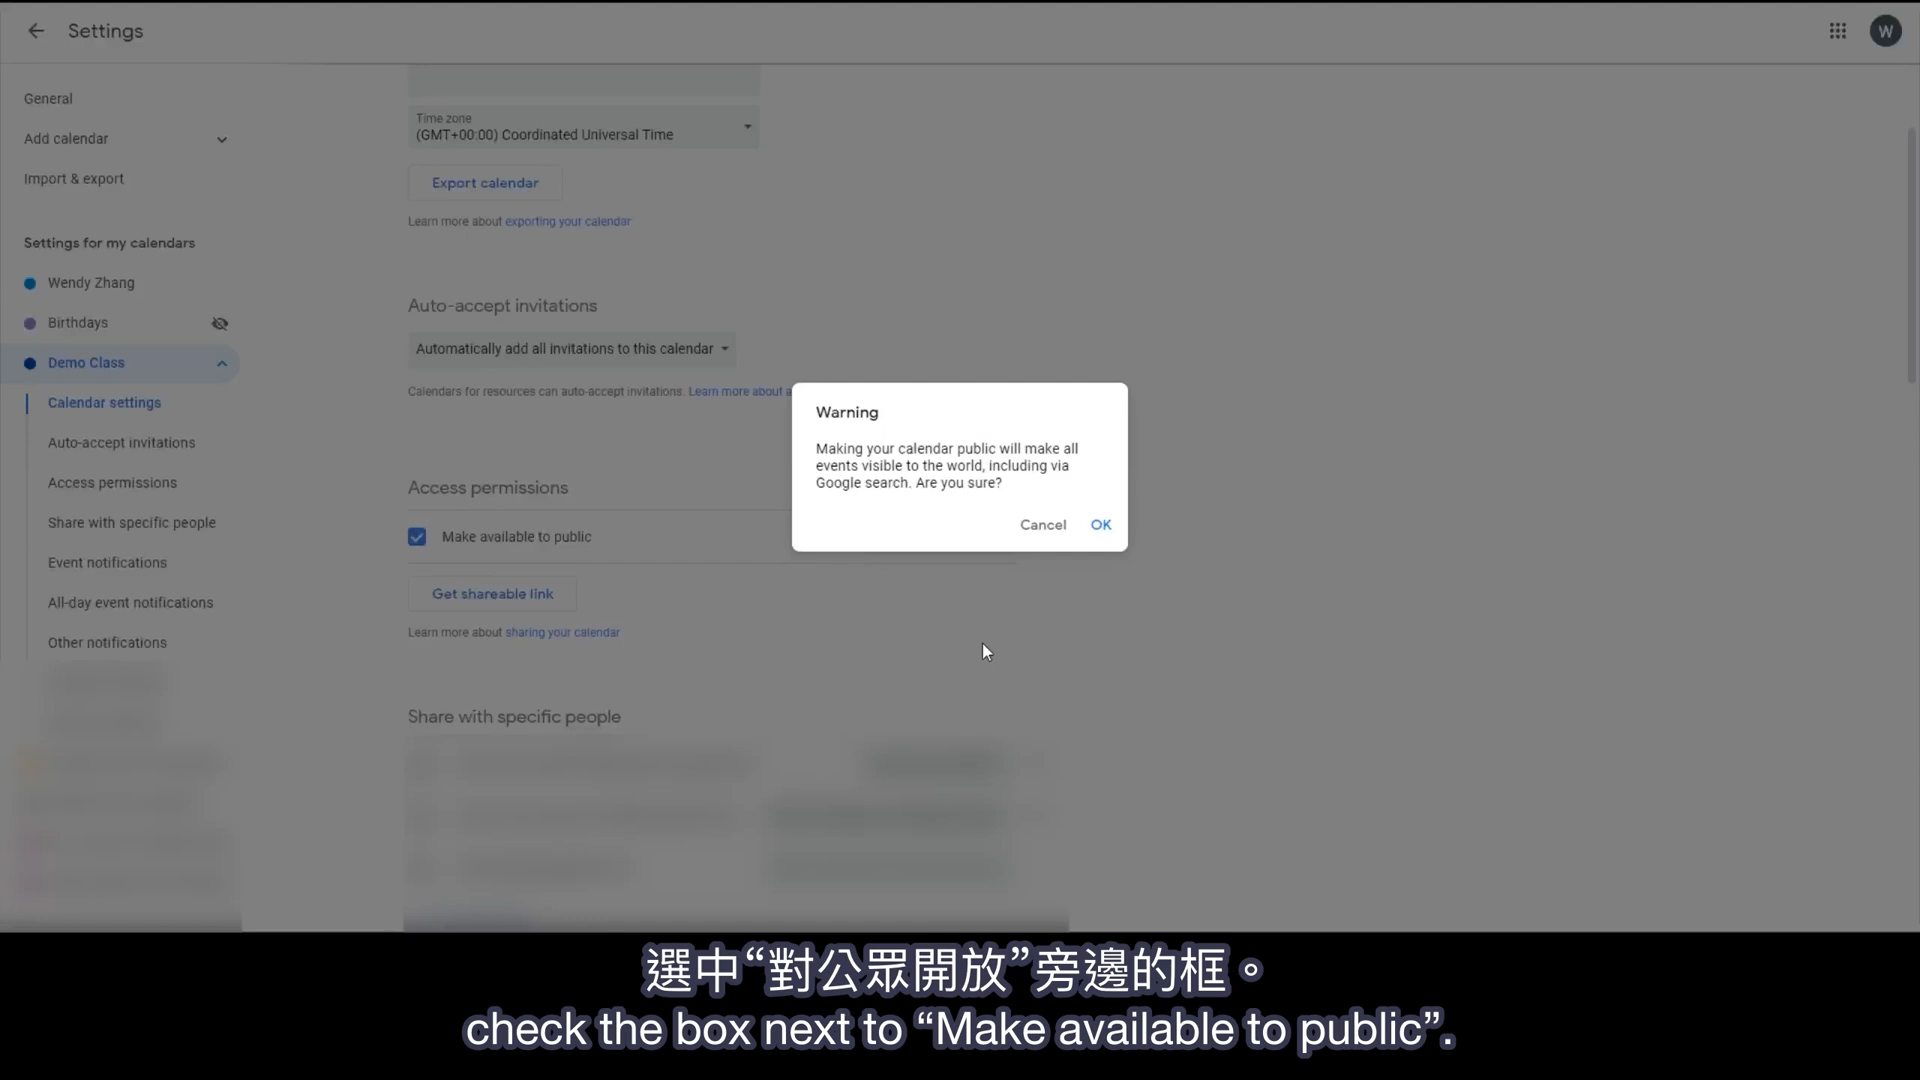 Settings
W
General
Add calendar
Import & export
Settings for my calendars
Wendy Zhang
Birthdays
Demo Class
Calendar settings
Auto-accept invitations
Access permissions
Share with specific people
Event notifications
All-day event notifications
Other notifications
Time zone
(GMT+00:00) Coordinated Universal Time
Export calendar
Learn more about exporting your calendar
Auto-accept invitations
Automatically add all invitations to this calendar
Calendars for resources can auto-accept invitations. Learn more about
Access permissions
Make available to public
Get shareable link
Learn more about sharing your calendar
Share with specific people
Warning
Making your calendar public will make all
events visible to the world, including via
Google search. Are you sure?
Cancel OK
選中“對公眾開放”旁邊的框。
check the box next to “Make available to public”.